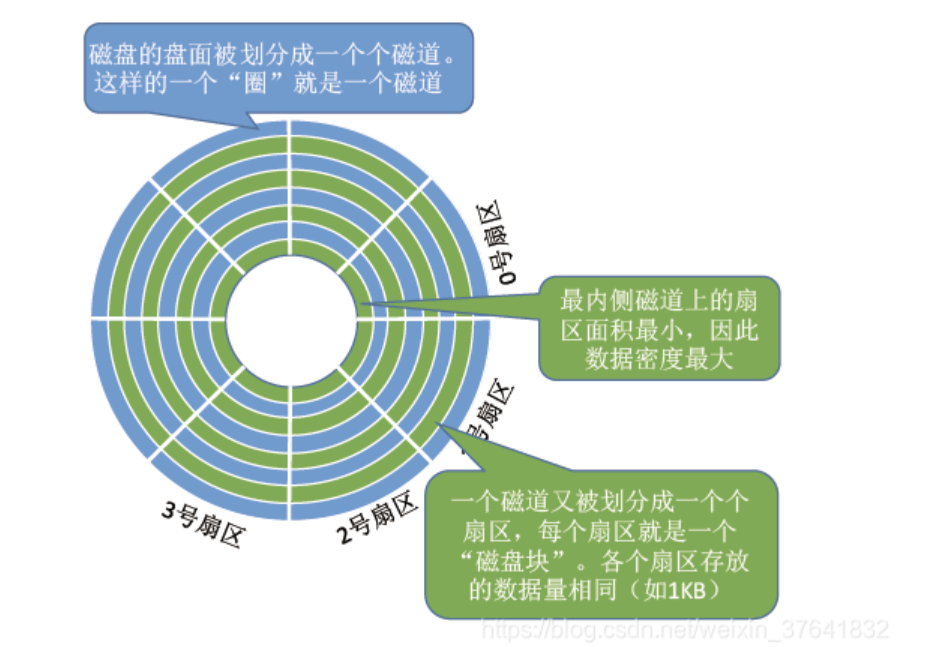 磁盘的盘面被划分成一个个磁道。
这样的一个“圈”就是一个磁道
0号扇区
最内侧磁道上的扇
区面积最小，因此
数据密度最大
号扇区
一个磁道又被划分成一个个
扇区，每个扇区就是一个
“磁盘块”。各个扇区存放
的数据量相同（如1KB）
3号扇区
2号扇区
https://blog.csdn.net/weixin_37641832